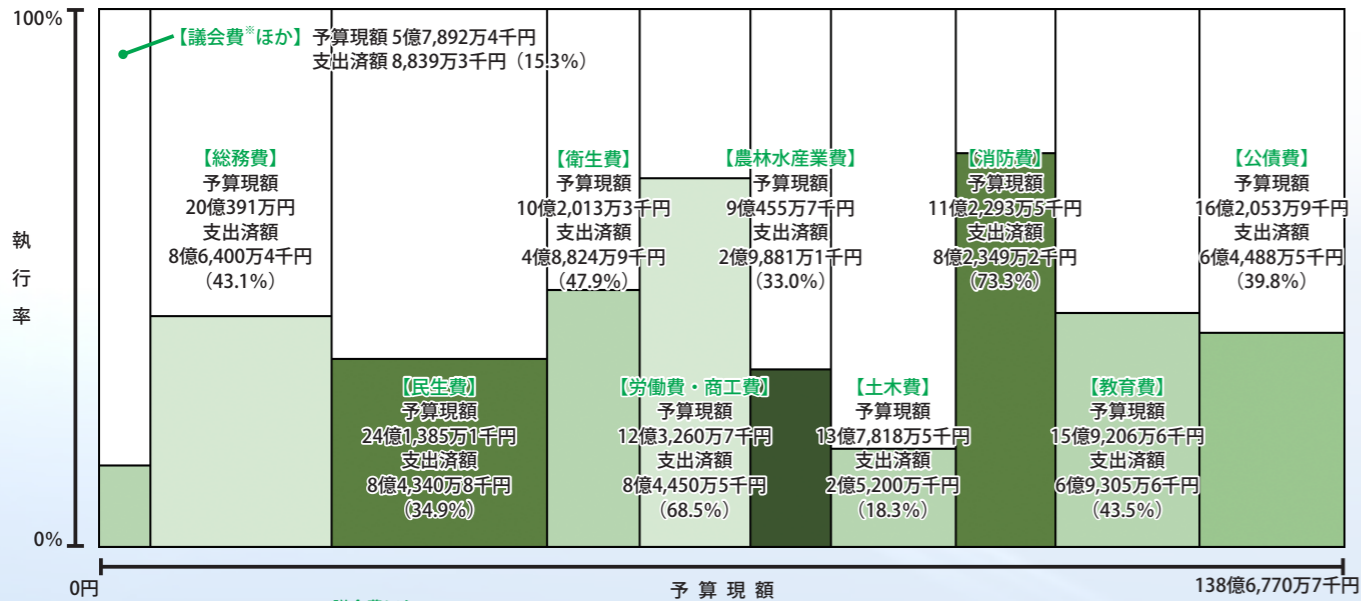 100%
【議会費※ほか】 予算現額 5億7,892万4千円
支出済額 8,839万3千円（15.3%）
【総務費】
予算現額
20億391万円
支出済額
8億6,400万4千円
（43.1%）
【民生費】
予算現額
24億1,385万1千円
支出済額
8億4,340万8千円
（34.9%）
【衛生費】
予算現額
10億2,013万3千円
支出済額
4億8,824万9千円
（47.9%）
【労働費・商工費】
予算現額
12億3,260万7千円
支出済額
8億4,450万5千円
（68.5%）
【農林水産業費】
予算現額
9億455万7千円
支出済額
2億9,881万1千円
（33.0%）
【土木費】
予算現額
13億7,818万5千円
支出済額
2億5,200万千円
（18.3%）
【消防費】
予算現額
11億2,293万5千円
支出済額
8億2,349万2千円
（73.3%）
【教育費】
予算現額
15億9,206万6千円
支出済額
6億9,305万6千円
（43.5%）
【公債費】
予算現額
16億2,053万9千円
支出済額
6億4,488万5千円
（39.8%）
執行率
0%
0円
予算現額
138億6,770万7千円